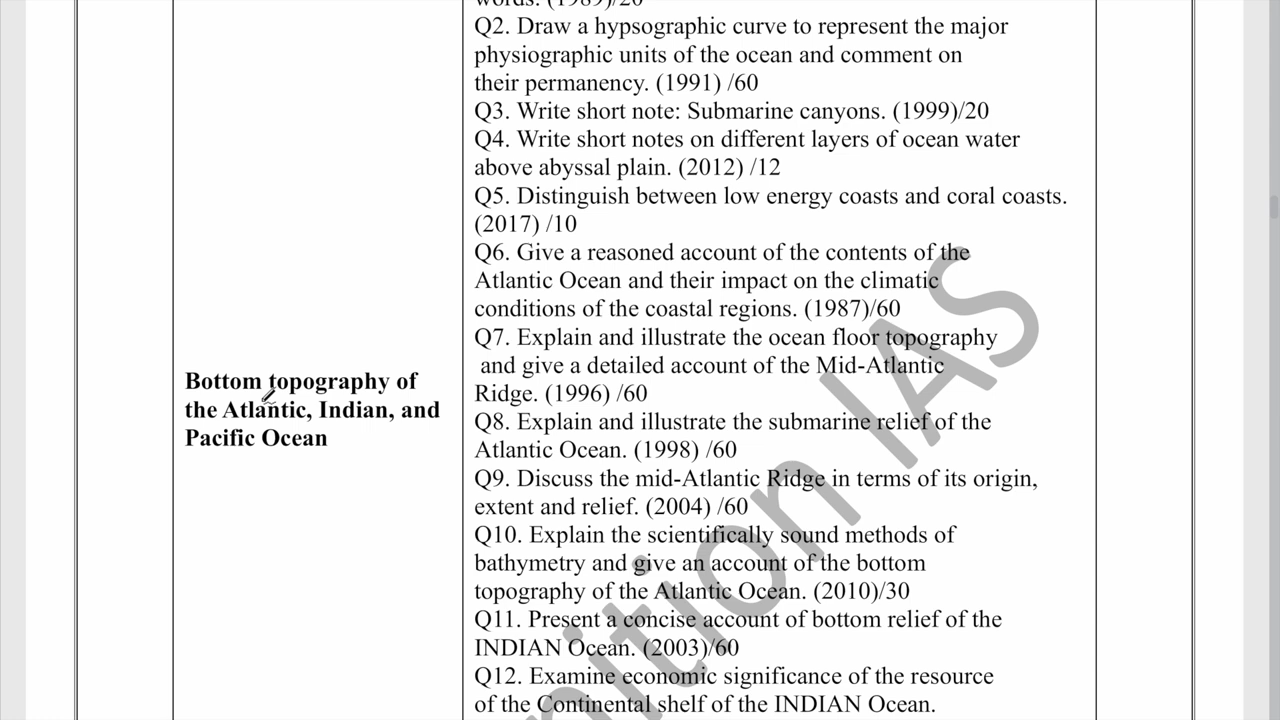 words. (1989)/20
Q2. Draw a hypsographic curve to represent the major
physiographic units of the ocean and comment on
their permanency. (1991) /60
Q3. Write short note: Submarine canyons. (1999)/20
Q4. Write short notes on different layers of ocean water
above abyssal plain. (2012) /12
Q5. Distinguish between low energy coasts and coral coasts.
(2017) /10
Q6. Give a reasoned account of the contents of the
Atlantic Ocean and their impact on the climatic
conditions of the coastal regions. (1987)/60
Q7. Explain and illustrate the ocean floor topography
and give a detailed account of the Mid-Atlantic
Ridge. (1996) /60
Bottom topography of
the Atlantic, Indian, and
Pacific Ocean
Q8. Explain and illustrate the submarine relief of the
Atlantic Ocean. (1998) /60
Q9. Discuss the mid-Atlantic Ridge in terms of its origin,
extent and relief. (2004) /60
Q10. Explain the scientifically sound methods of
bathymetry and give an account of the bottom
topography of the Atlantic Ocean. (2010)/30
Q11. Present a concise account of bottom relief of the
INDIAN Ocean. (2003)/60
Q12. Examine economic significance of the resource
of the Continental shelf of the INDIAN Ocean.
nition IAS